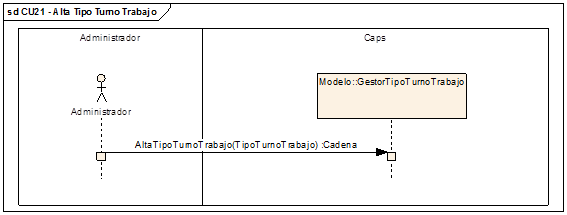 sd CU21 - Alta Tipo Turno Trabajo
Administrador
Caps
Modelo::GestorTipoTurnoTrabajo
Administrador
AltaTipoTurnoTrabajo(TipoTurnoTrabajo) :Cadena